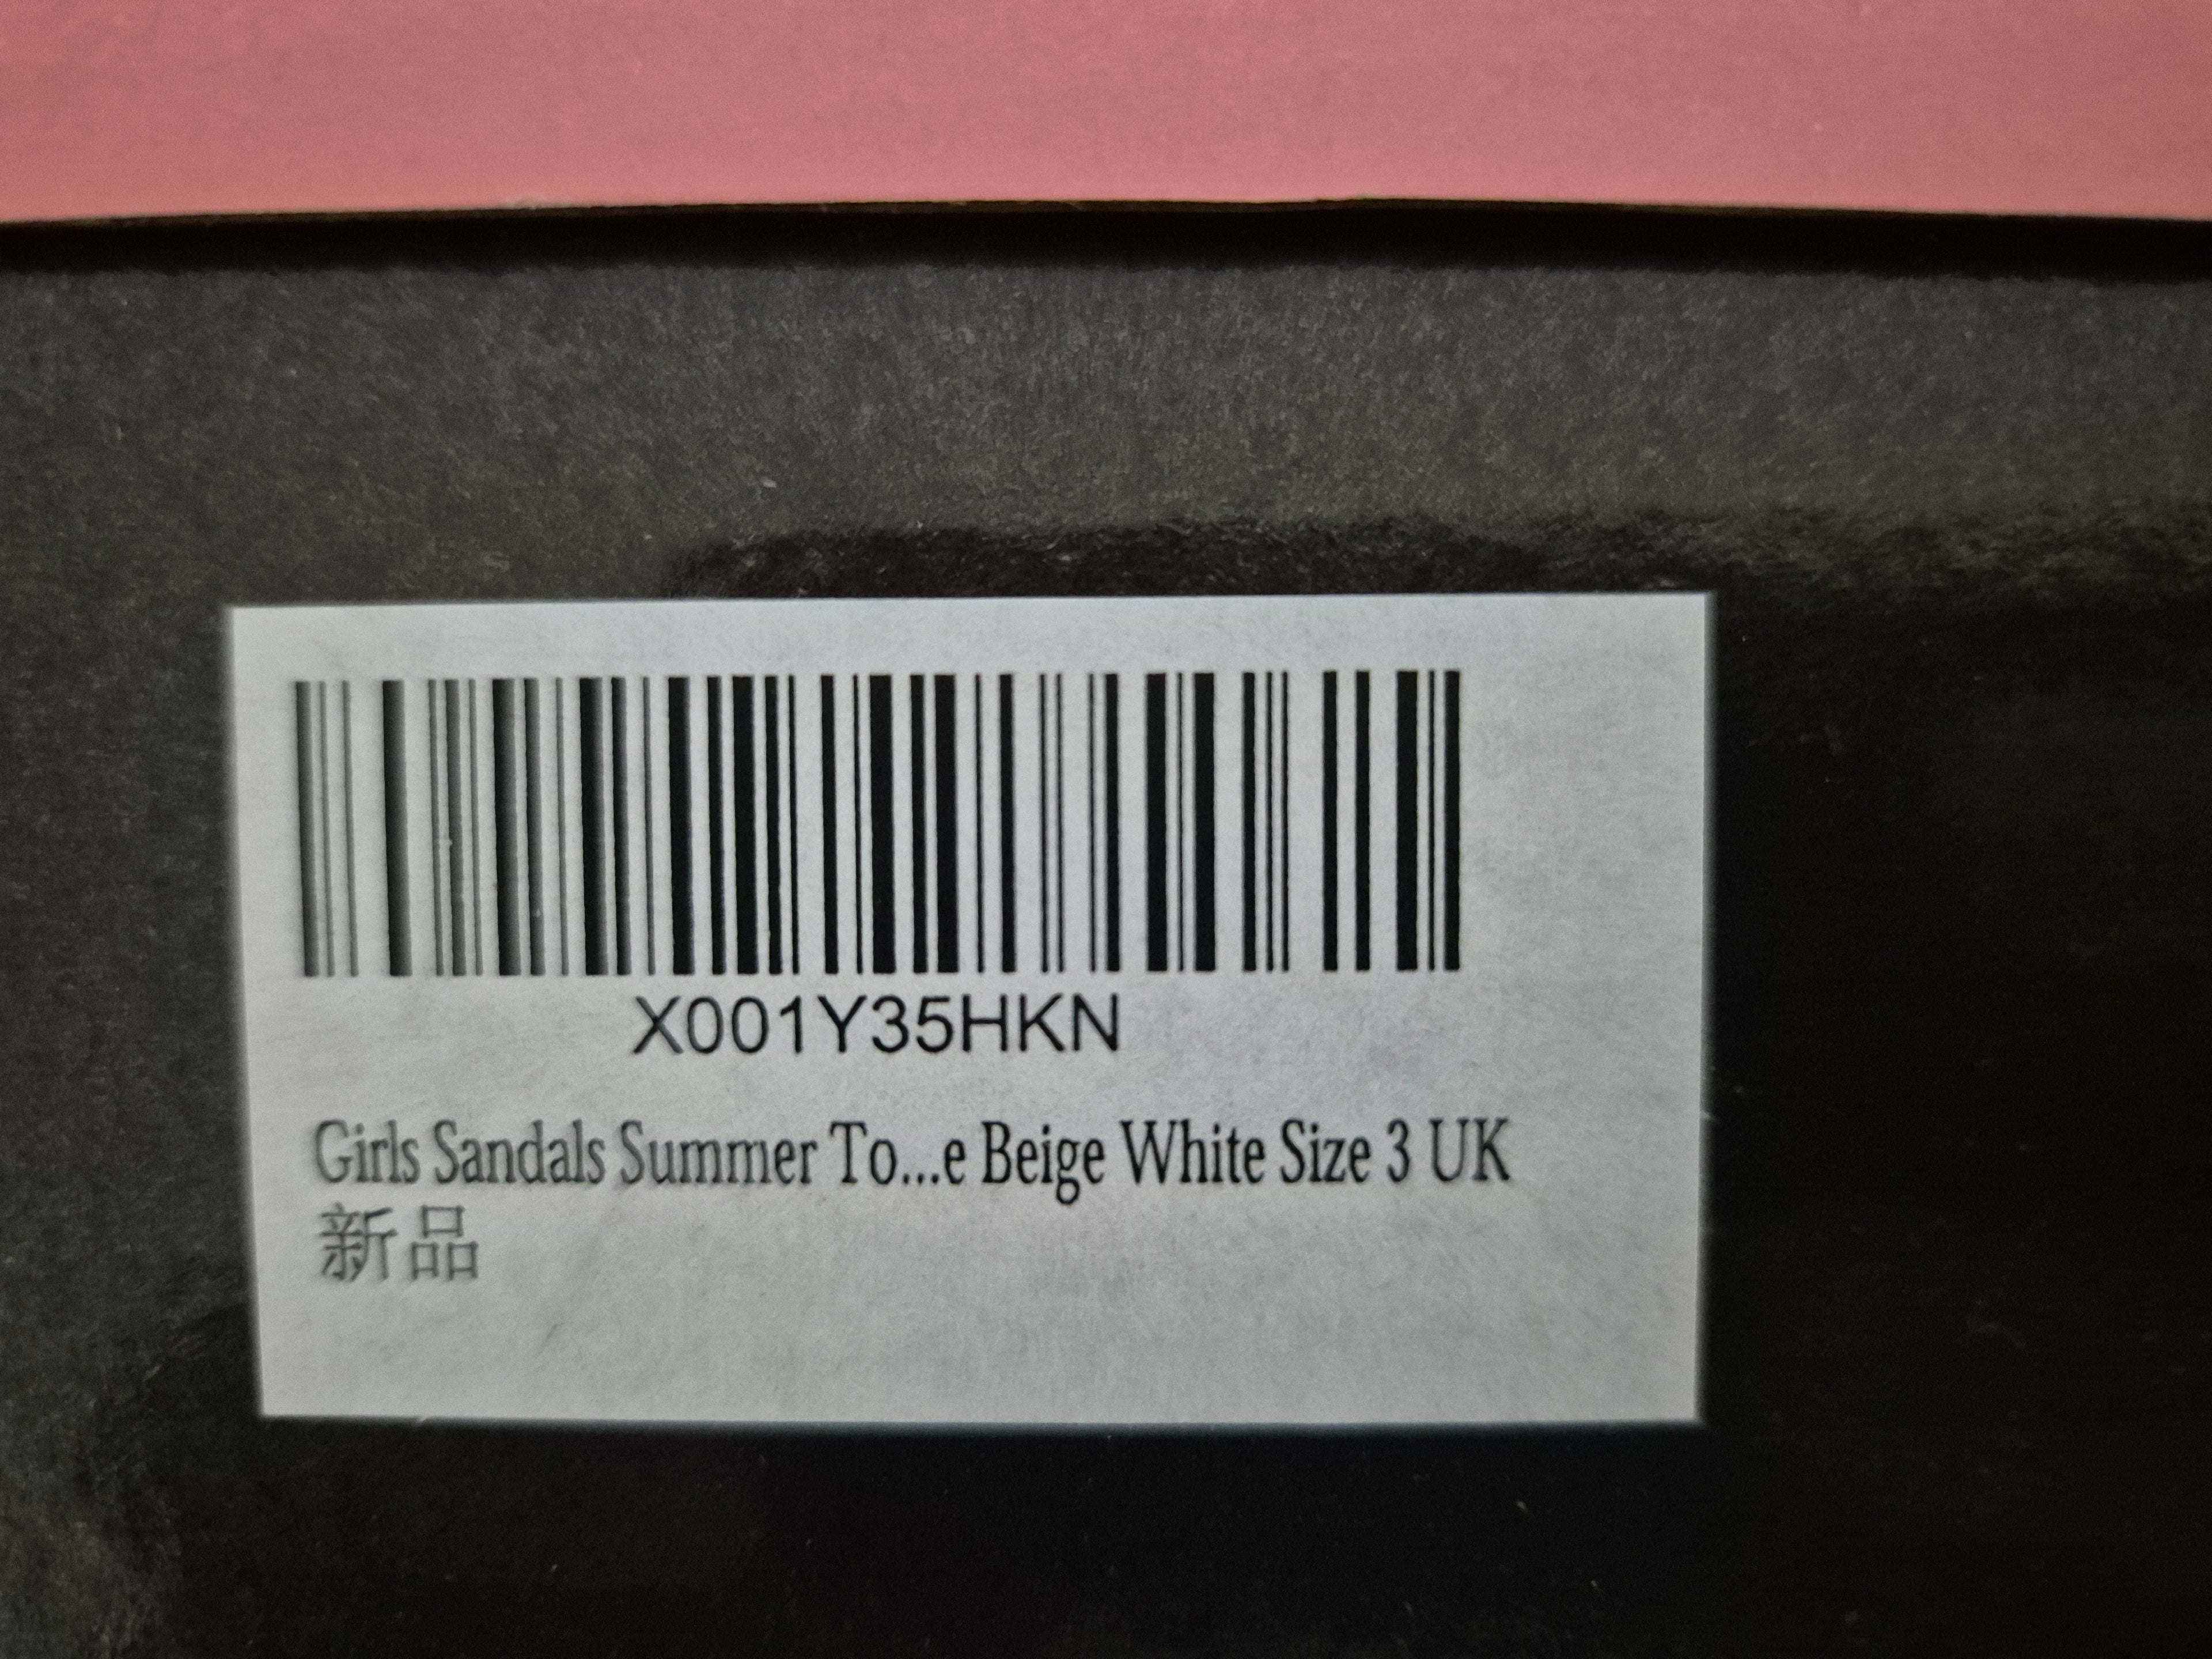 X001Y35HKN
Girls Sandals Summer To...e Beige White Size 3 UK
新品